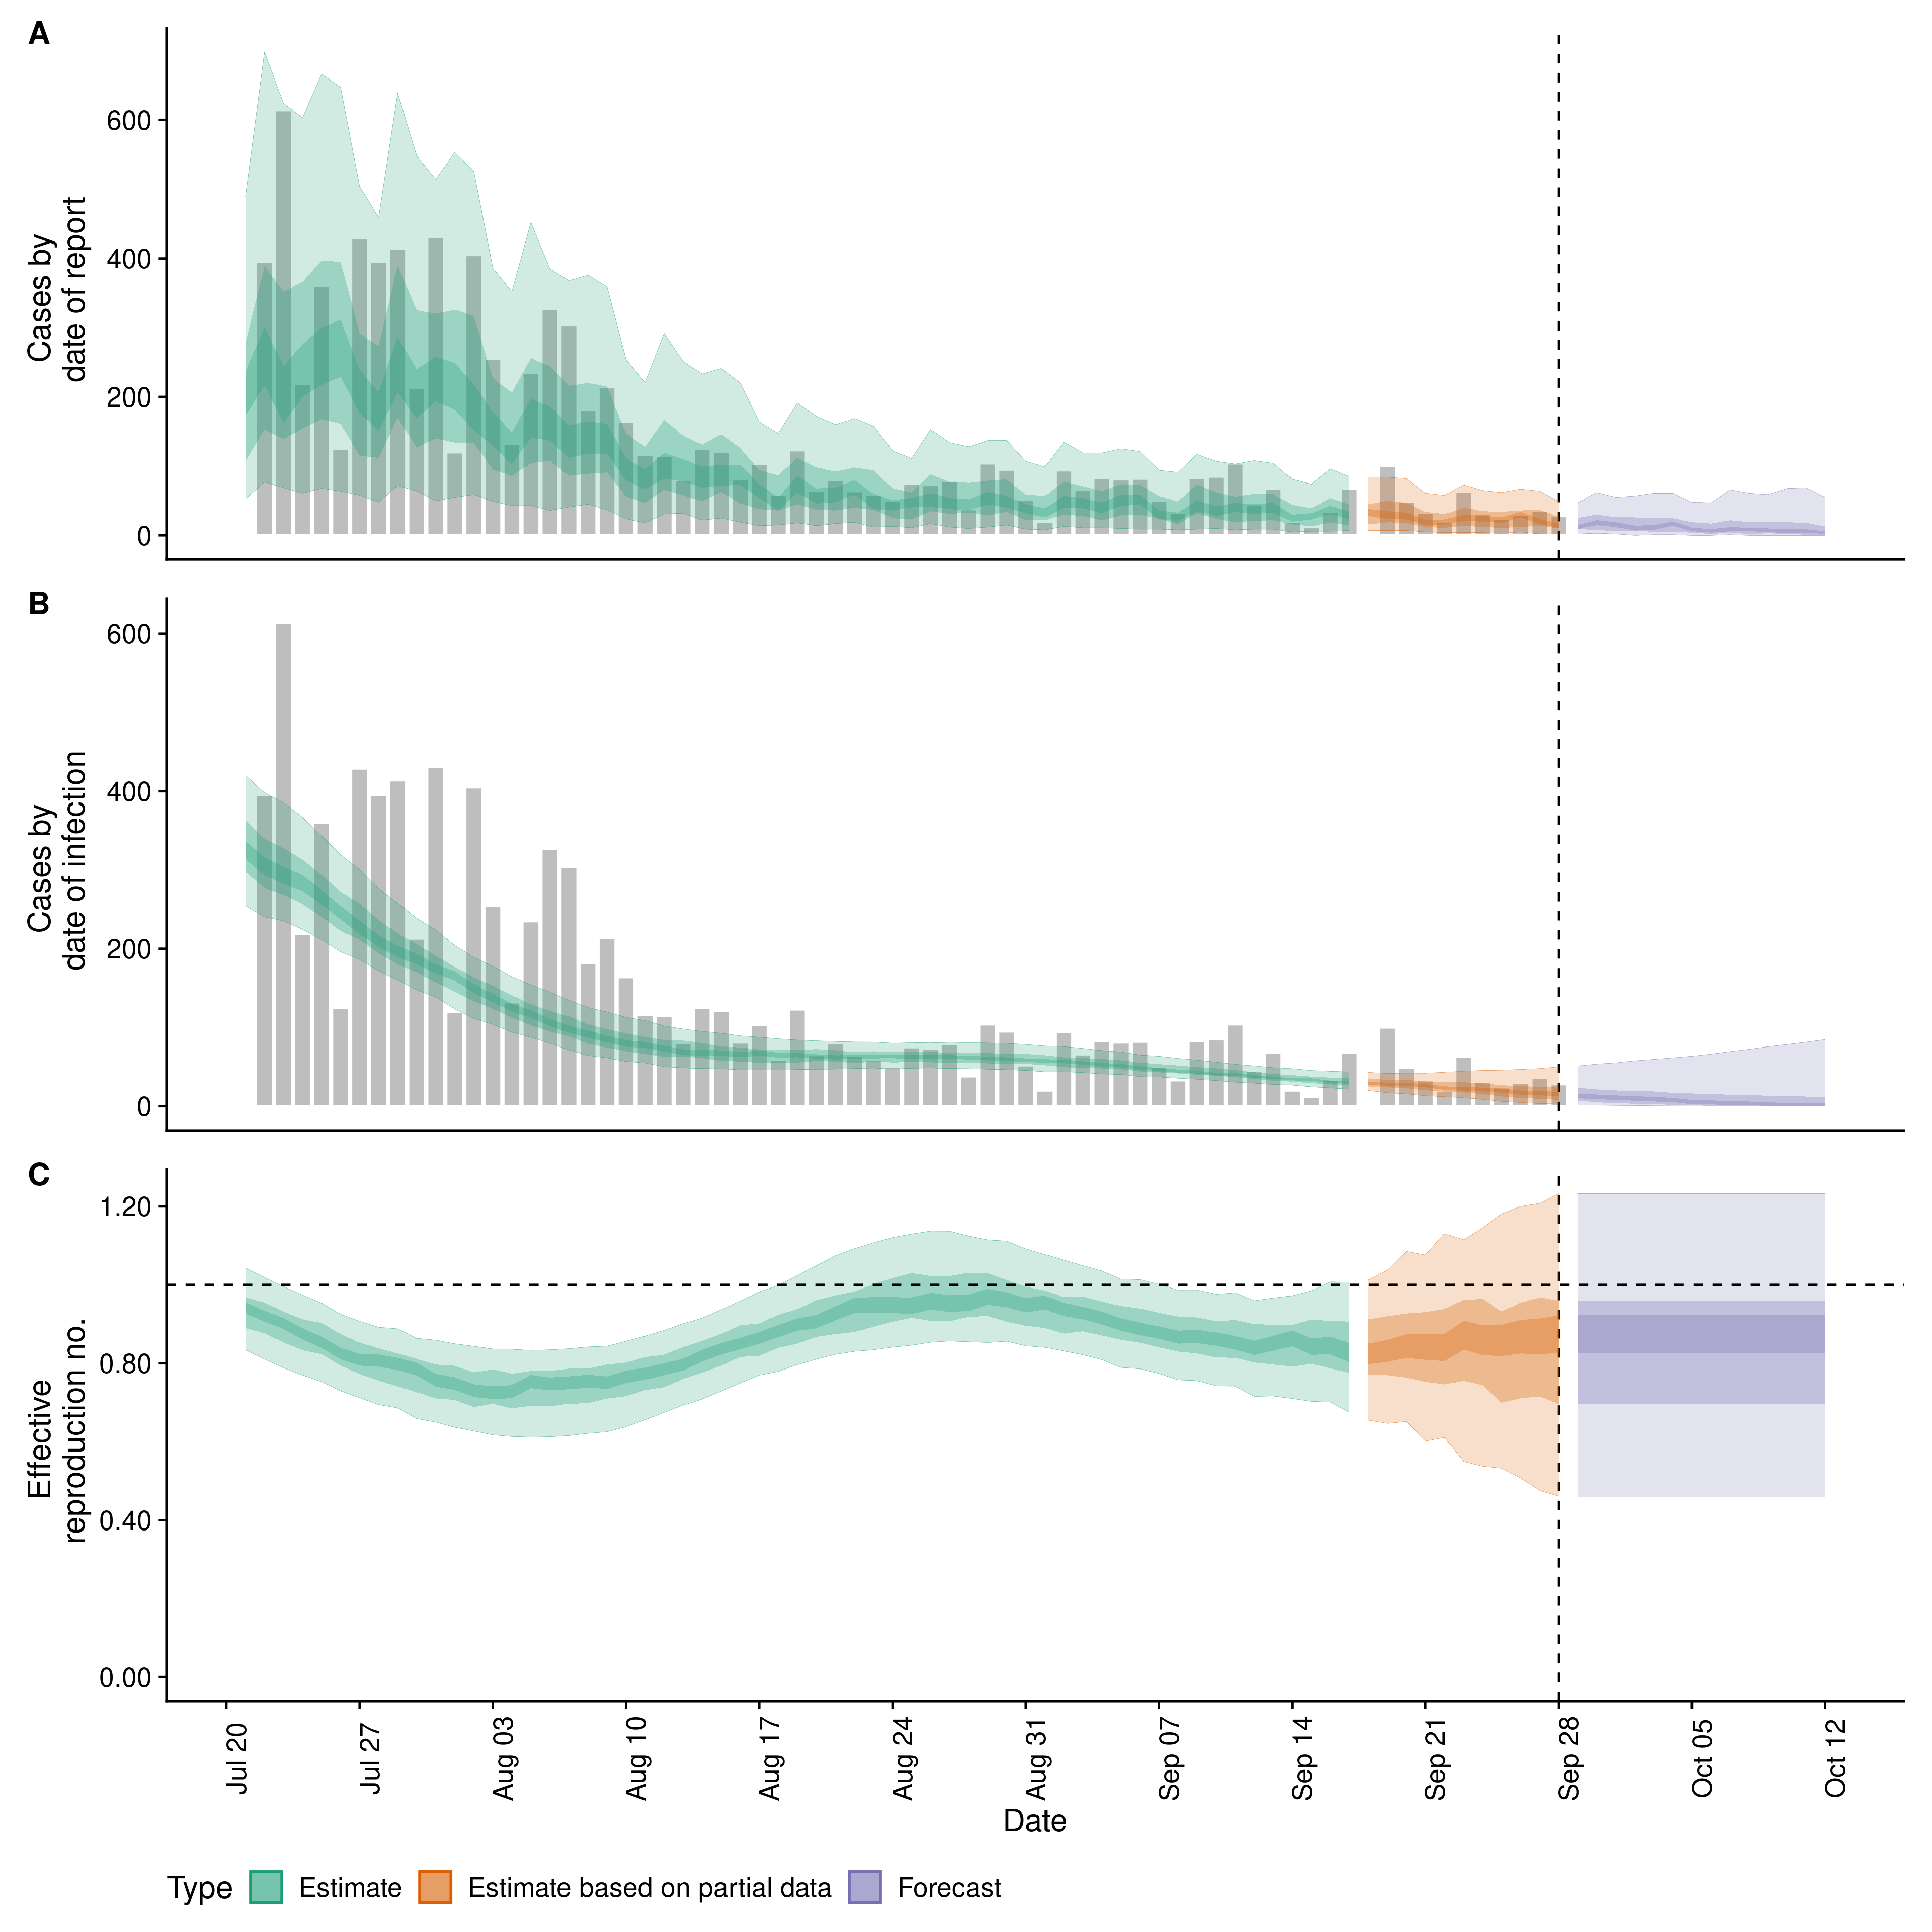 A
Cases by
date of report
600
400
200
0
B
Cases by
date of infection
600
400
200
0
C
Effective
reproduction no.
1.20
0.80
0.40
0.00
Jul 20
Jul 27
Aug 03
Aug 10
Aug 17
Aug 24
Aug 31
Sep 07
Sep 14
Sep 21
Sep 28
Oct 05
Oct 12
Date
Type Estimate Estimate based on partial data Forecast